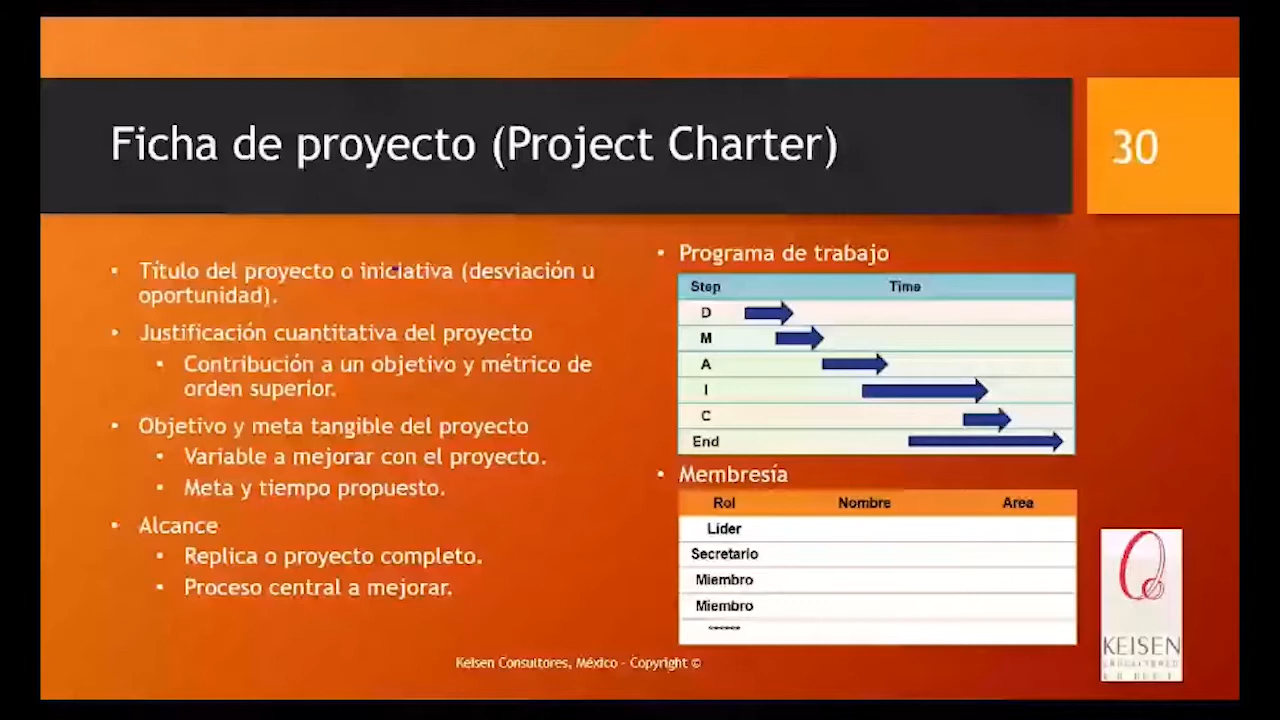 Ficha de proyecto (Project Charter)
30
• Título del proyecto o iniciativa (desviación u
oportunidad).
• Justificación cuantitativa del proyecto
• Contribución a un objetivo y métrico de
orden superior.
• Objetivo y meta tangible del proyecto
• Variable a mejorar con el proyecto.
• Meta y tiempo propuesto.
• Alcance
• Replica o proyecto completo.
• Proceso central a mejorar.
• Programa de trabajo
Step Time
D
M
A
I
C
End
• Membresía
Rol Nombre Area
Líder
Secretario
Miembro
Miembro
Keisen Consultores, México - Copyright ©
KEISEN